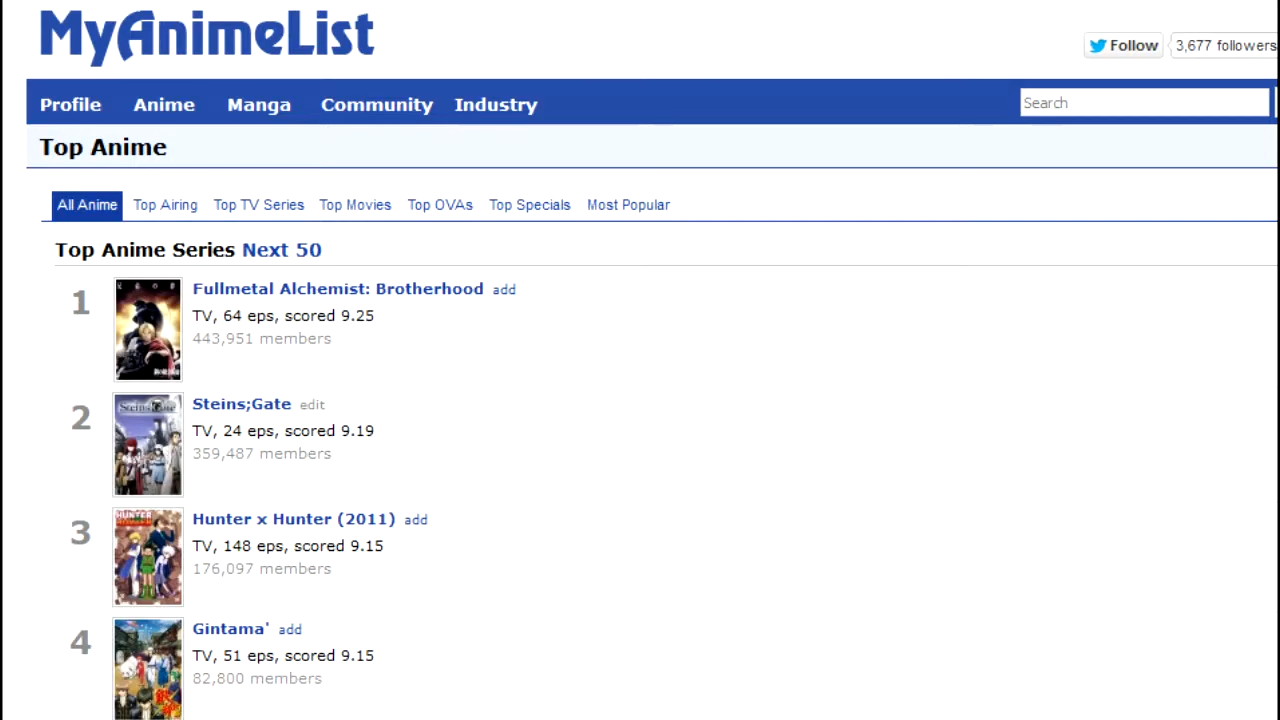 MyAnimeList
Follow 3,677 followers
Profile Anime Manga Community Industry Search
Top Anime
All Anime Top Airing Top TV Series Top Movies Top OVAs Top Specials Most Popular
Top Anime Series Next 50
1
Fullmetal Alchemist: Brotherhood add
TV, 64 eps, scored 9.25
443,951 members
2
Steins;Gate
Steins;Gate edit
TV, 24 eps, scored 9.19
359,487 members
3
HUNTER
Hunter x Hunter (2011) add
TV, 148 eps, scored 9.15
176,097 members
4
Gintama' add
TV, 51 eps, scored 9.15
82,800 members